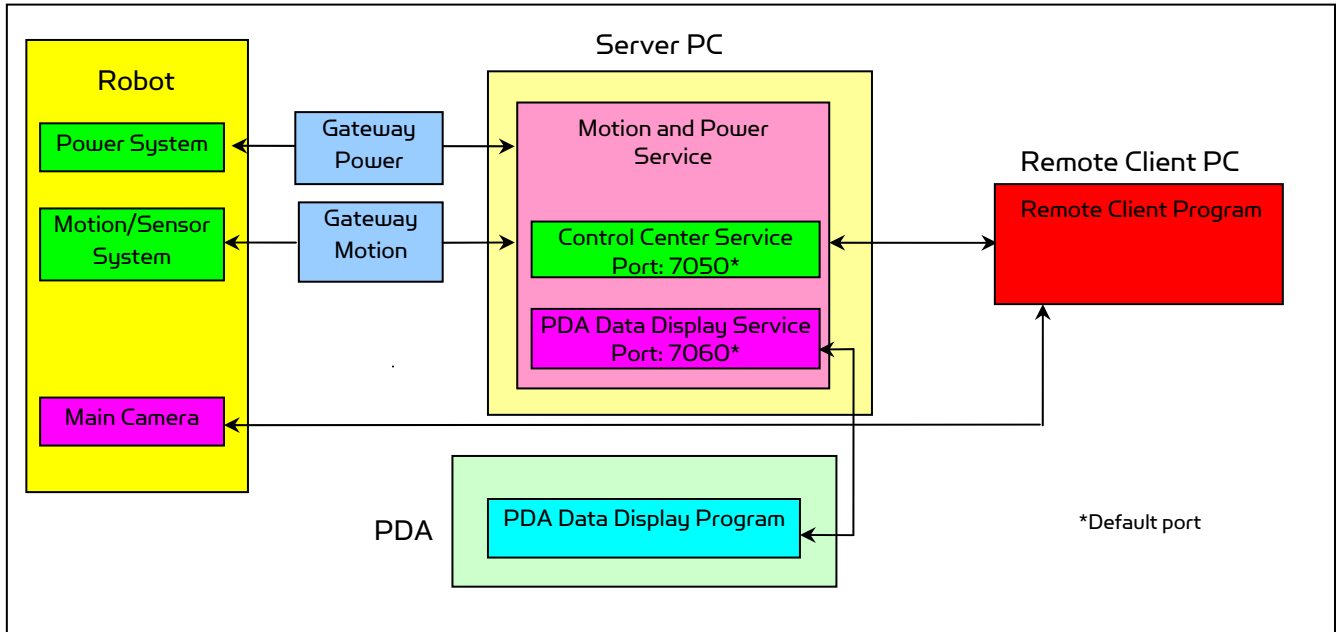 Server PC
Robot
Power System
Gateway
Power
Motion and Power
Service
Remote Client PC
Motion/Sensor
System
Gateway
Motion
Control Center Service
Port: 7050*
Remote Client Program
PDA Data Display Service
Port: 7060*
Main Camera
PDA
PDA Data Display Program
*Default port